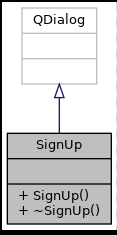 QDialog
SignUp
+ SignUp()
+ ~SignUp()